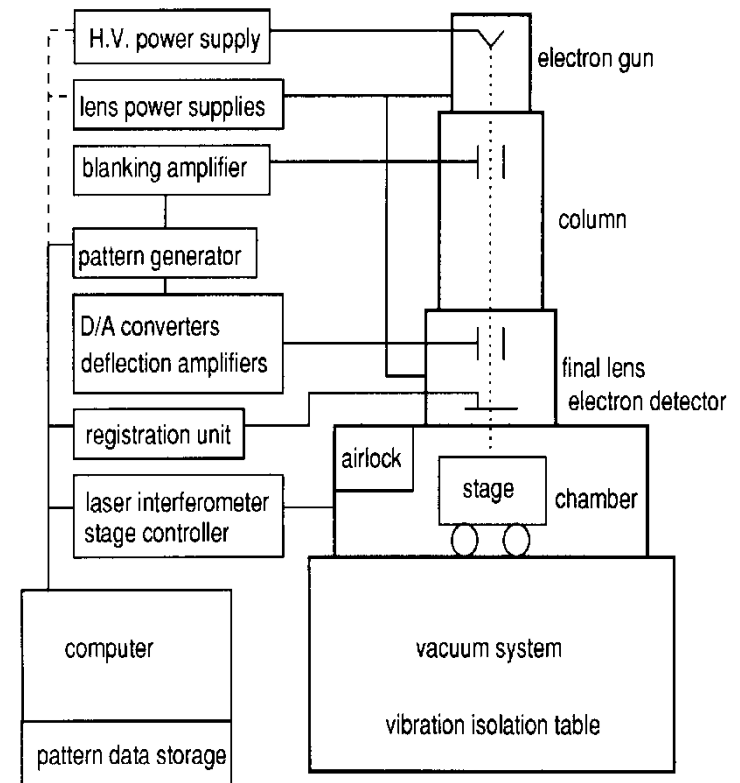 H.V. power supply
electron gun
lens power supplies
blanking amplifier
column
pattern generator
D/A converters
deflection amplifiers
final lens
electron detector
registration unit
airlock
laser interferometer
stage controller
stage
chamber
computer
vacuum system
vibration isolation table
pattern data storage